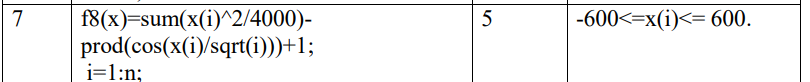 7 f8(x)=sum(x(i)^2/4000)- 5 -600<=x(i)<= 600.
prod(cos(x(i)/sqrt(i)))+1;
i=1:n;